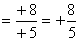 = +8/+5 = +8/5